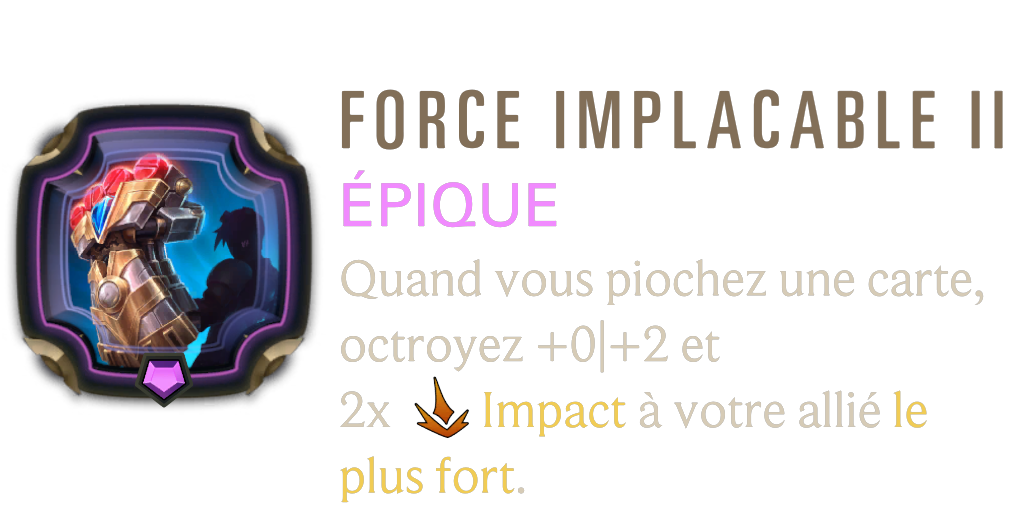 FORCE IMPLACABLE II
ÉPIQUE
Quand vous piochez une carte,
octroyez +0|+2 et
2x Impact à votre allié le
plus fort.